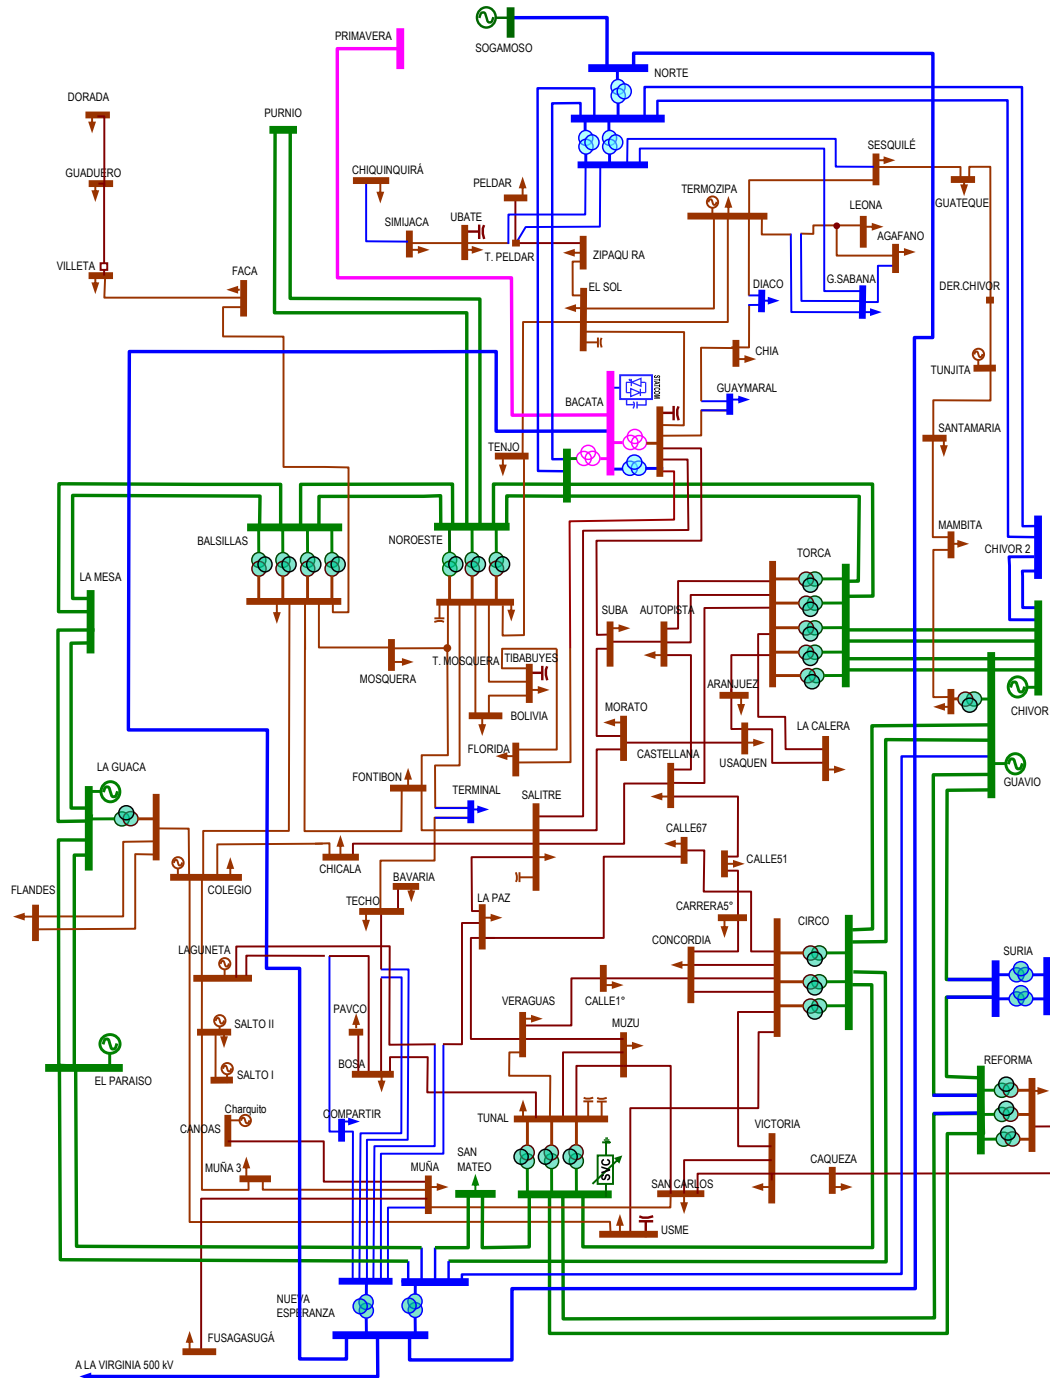 PRIMAVERA
SOGAMOSO
NORTE
DORADA
PURNIO
SESQUILÉ
GUADUERO
CHIQUINQUIRÁ
PELDAR
TERMOZIPA
GUATEQUE
LEONA
SIMIJACA
UBATE
T. PELDAR
ZIPAQU RA
AGAFANO
VILLETA
FACA
EL SOL
DIACO
G.SABANA
DER.CHIVOR
CHIA
TUNJITA
BACATA
STATCOM
GUAYMARAL
TENJO
SANTAMARIA
BALSILLAS
NOROESTE
MAMBITA
CHIVOR 2
TORCA
LA MESA
SUBA
AUTOPISTA
MOSQUERA
T. MOSQUERA
TIBABUYES
BOLIVIA
ARANJUEZ
CHIVOR
MORATO
LA CALERA
FLORIDA
CASTELLANA
USAQUEN
LA GUACA
FONTIBON
TERMINAL
SALITRE
GUAVIO
CALLE67
CALLE51
CHICALA
BAVARIA
COLEGIO
FLANDES
TECHO
LA PAZ
CARRERA5°
CIRCO
CONCORDIA
LAGUNETA
SURIA
CALLE1°
PAVCO
VERAGUAS
MUZU
SALTO II
BOSA
SALTO I
EL PARAISO
REFORMA
Charquito
COMPARTIR
CANOAS
TUNAL
SVC
VICTORIA
SAN
MATEO
MUÑA 3
MUÑA
SAN CARLOS
CAQUEZA
USME
NUEVA
ESPERANZA
FUSAGASUGÁ
A LA VIRGINIA 500 kV